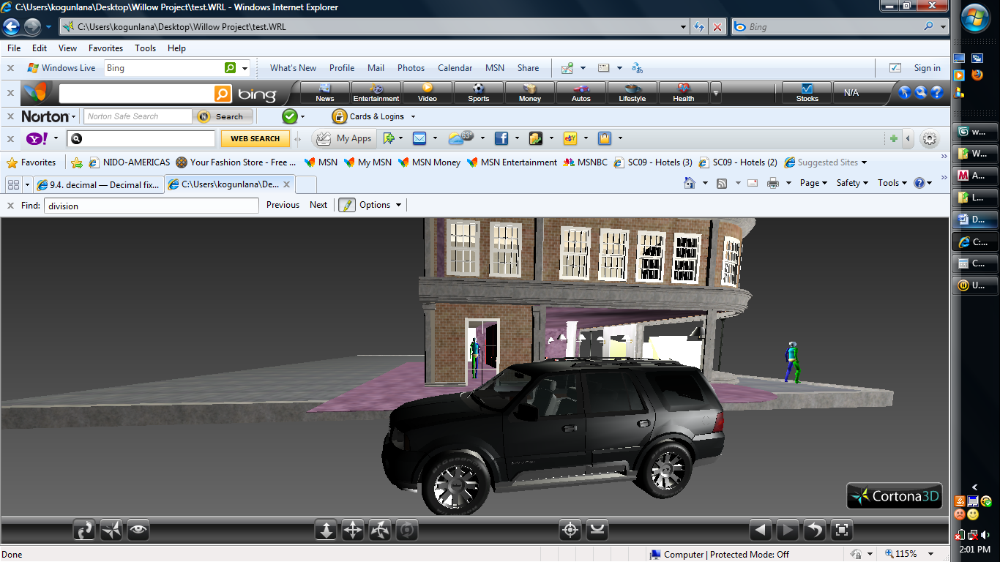 C:\Users\kogunlana\Desktop\Willow Project\test.WRL - Windows Internet Explorer
C:\Users\kogunlana\Desktop\Willow Project\test.WRL
Bing
File Edit View Favorites Tools Help
Windows Live Bing What's New Profile Mail Photos Calendar MSN Share Sign in
bing News Entertainment Video Sports Money Autos Lifestyle Health Stocks N/A
Norton Norton Safe Search Search Cards & Logins
Y! WEB SEARCH My Apps 63°
Favorites NIDO-AMERICAS Your Fashion Store - Free ... MSN My MSN MSN Money MSN Entertainment MSNBC SC09 - Hotels (3) SC09 - Hotels (2) Suggested Sites
9.4. decimal — Decimal fix... C:\Users\kogunlana\De... Page Safety Tools
Find: division Previous Next Options
Cortona3D
Done Computer | Protected Mode: Off 115%
w...
W...
A...
L...
D...
C:...
C...
U...
2:01 PM